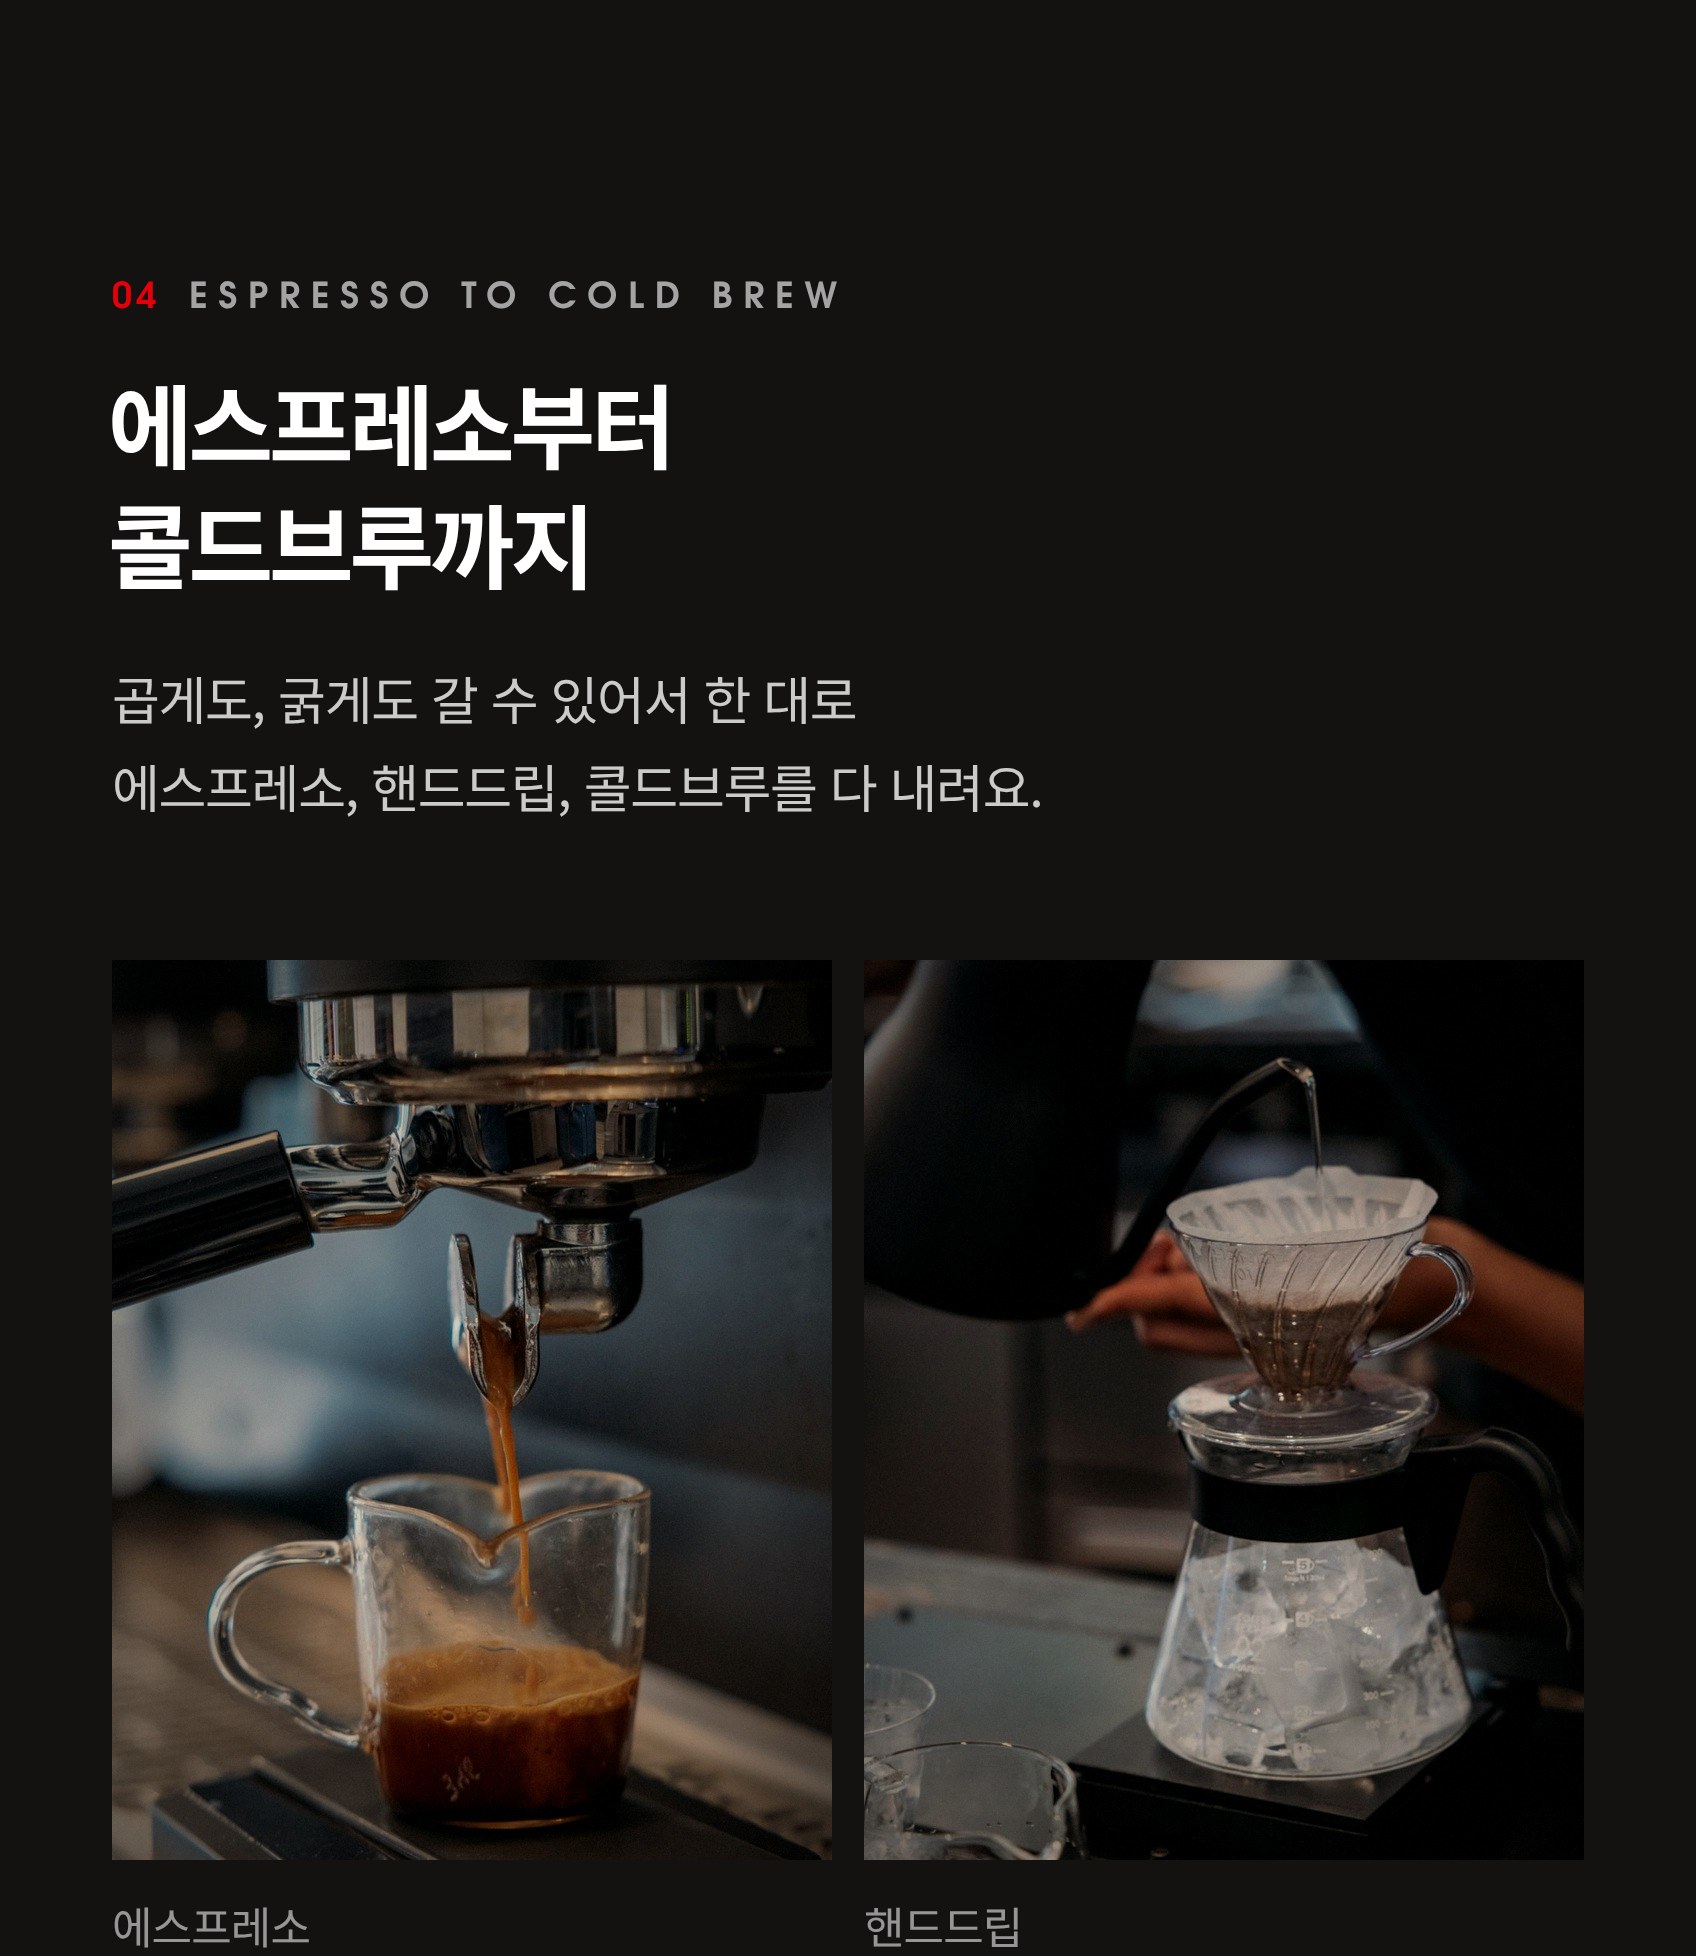 04 ESPRESSO TO COLD BREW
에스프레소부터
콜드브루까지
곱게도, 굵게도 갈 수 있어서 한 대로
에스프레소, 핸드드립, 콜드브루를 다 내려요.
에스프레소
핸드드립